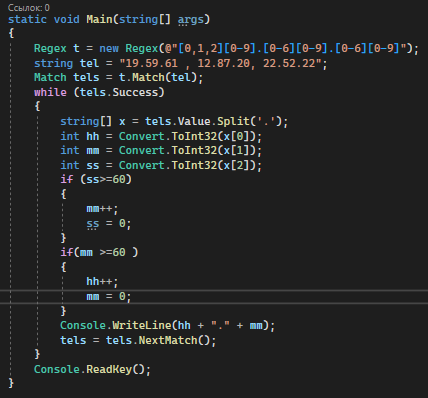 Ссылок: 0
static void Main(string[] args)
{
Regex t = new Regex(@"[0,1,2][0-9].[0-6][0-9].[0-6][0-9]");
string tel = "19.59.61 , 12.87.20, 22.52.22";
Match tels = t.Match(tel);
while (tels.Success)
{
string[] x = tels.Value.Split('.');
int hh = Convert.ToInt32(x[0]);
int mm = Convert.ToInt32(x[1]);
int ss = Convert.ToInt32(x[2]);
if (ss>=60)
{
mm++;
ss = 0;
}
if(mm >=60 )
{
hh++;
mm = 0;
}
Console.WriteLine(hh + "." + mm);
tels = tels.NextMatch();
}
Console.ReadKey();
}